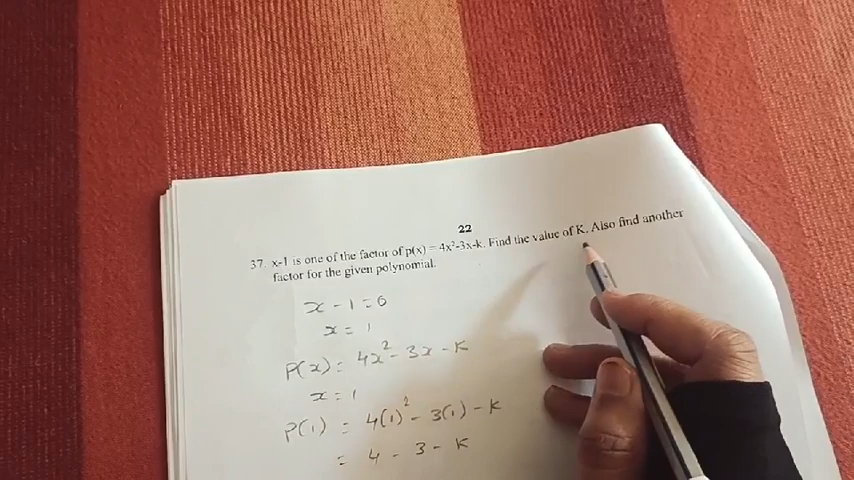 22
37. x-1 is one of the factor of p(x) = 4x²-3x-k. Find the value of K. Also find another
factor for the given polynomial.
x - 1 = 0
x = 1
P(x) = 4x² - 3x - K
x = 1
P(1) = 4(1)² - 3(1) - K
= 4 - 3 - K